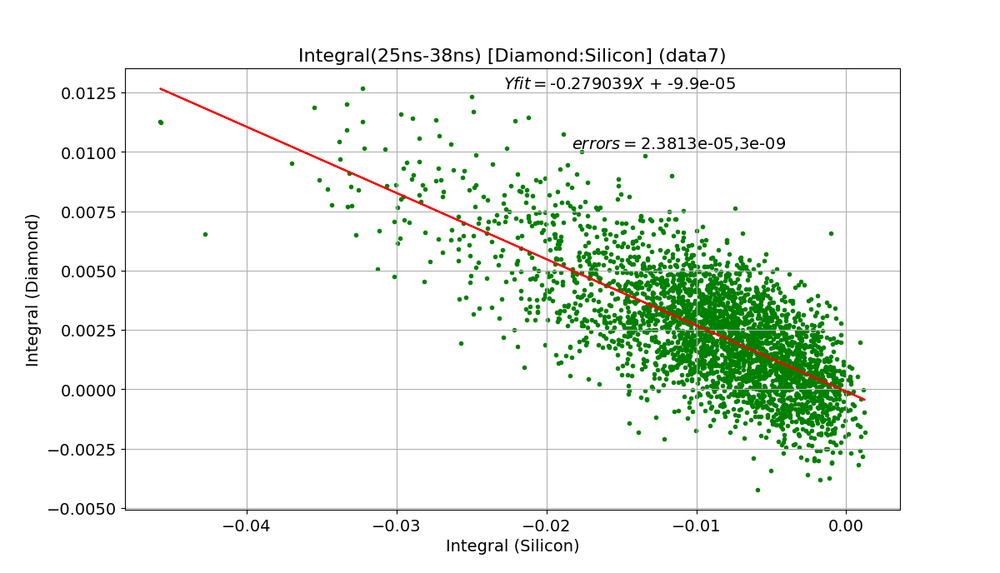 Integral(25ns-38ns) [Diamond:Silicon] (data7)
Yfit = -0.279039X + -9.9e-05
errors = 2.3813e-05,3e-09
0.0125
0.0100
0.0075
0.0050
0.0025
0.0000
−0.0025
−0.0050
Integral (Diamond)
−0.04 −0.03 −0.02 −0.01 0.00
Integral (Silicon)